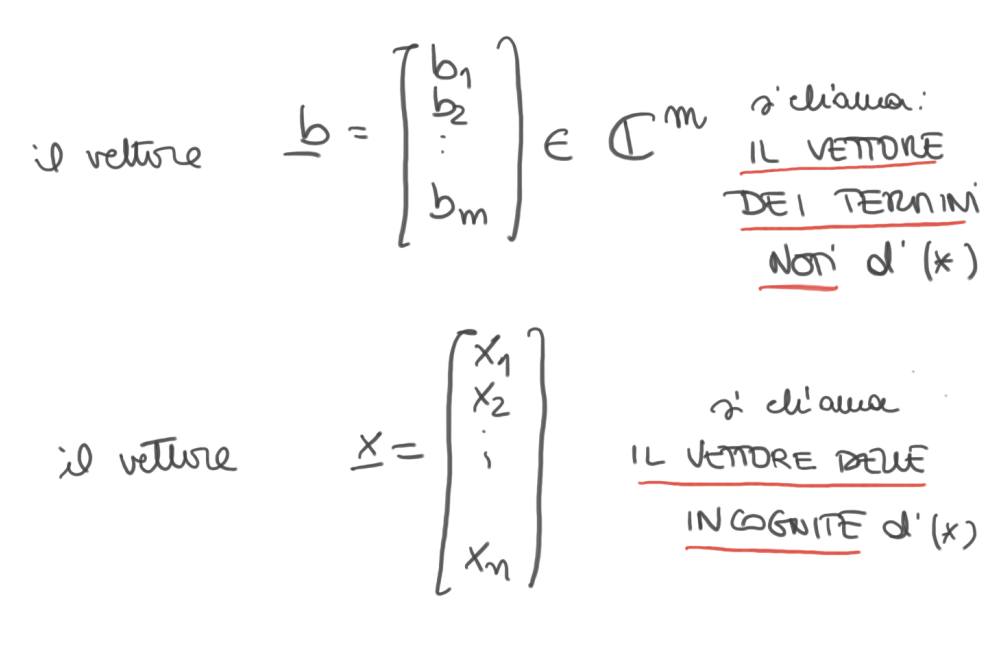 il vettore b = [b₁ b₂ ⋮ bₘ] ∈ ℂᵐ si chiama:
IL VETTORE
DEI TERMINI
NOTI di (*)
il vettore x = [x₁ x₂ ⋮ xₙ] si chiama
IL VETTORE DELLE
INCOGNITE di (*)